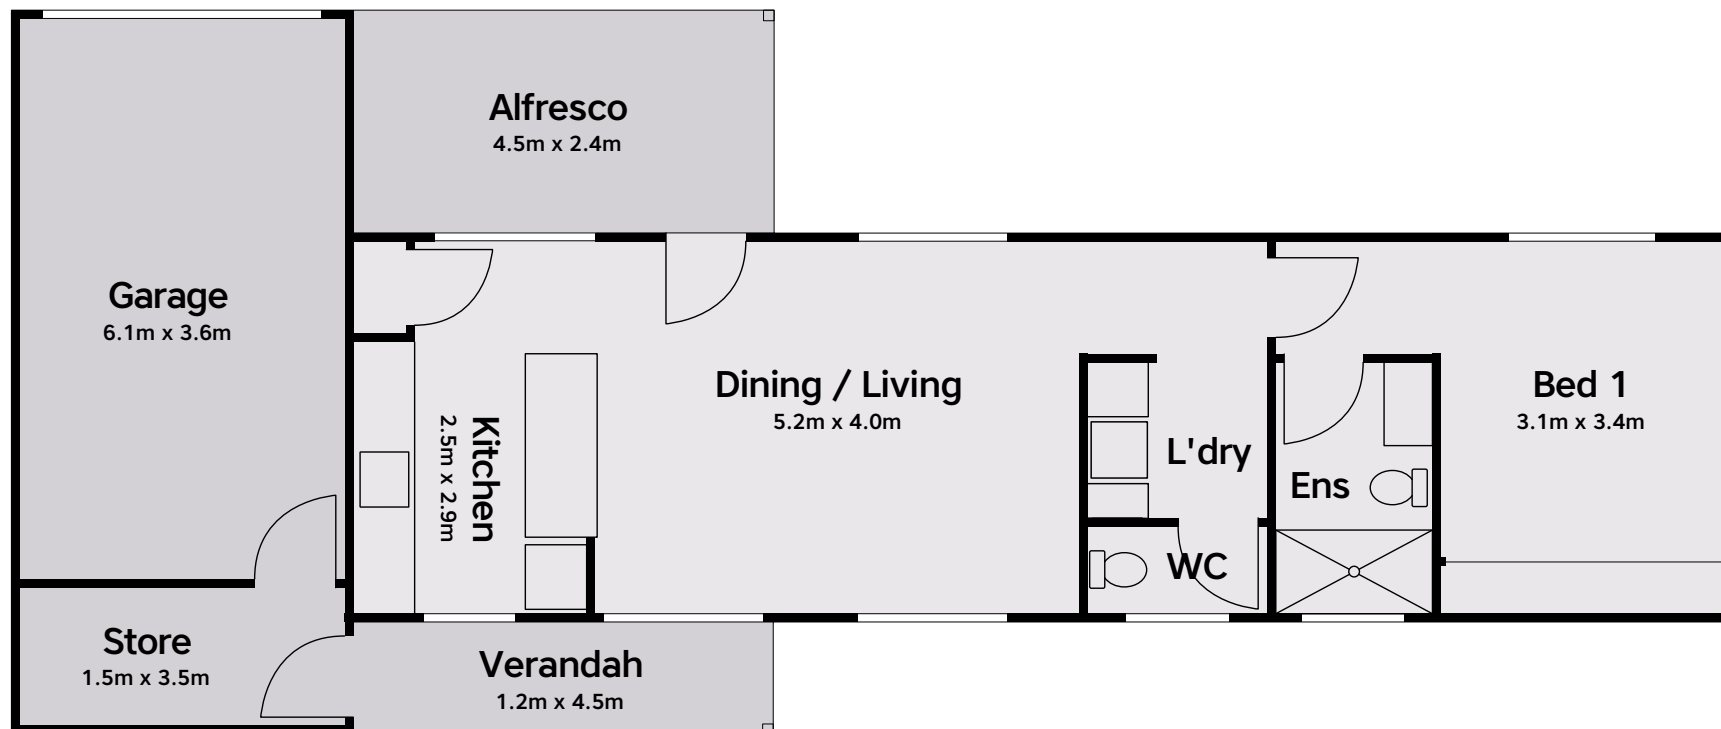 Alfresco
4.5m x 2.4m
Garage
6.1m x 3.6m
Kitchen
2.5m x 2.9m
Dining / Living
5.2m x 4.0m
L'dry
WC
Ens
Bed 1
3.1m x 3.4m
Store
1.5m x 3.5m
Verandah
1.2m x 4.5m